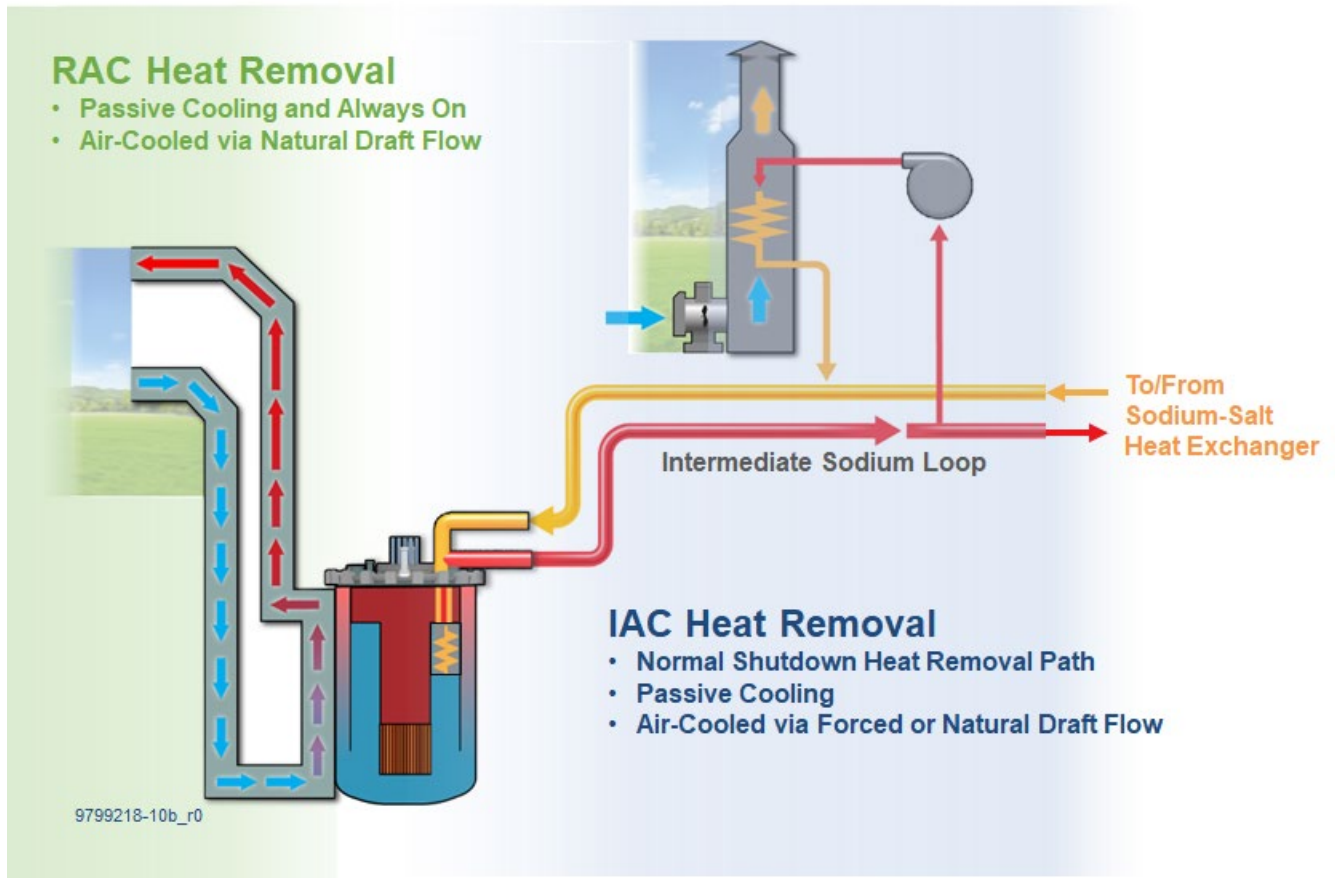 RAC Heat Removal
• Passive Cooling and Always On
• Air-Cooled via Natural Draft Flow
To/From
Sodium-Salt
Heat Exchanger
Intermediate Sodium Loop
IAC Heat Removal
• Normal Shutdown Heat Removal Path
• Passive Cooling
• Air-Cooled via Forced or Natural Draft Flow
9799218-10b_r0